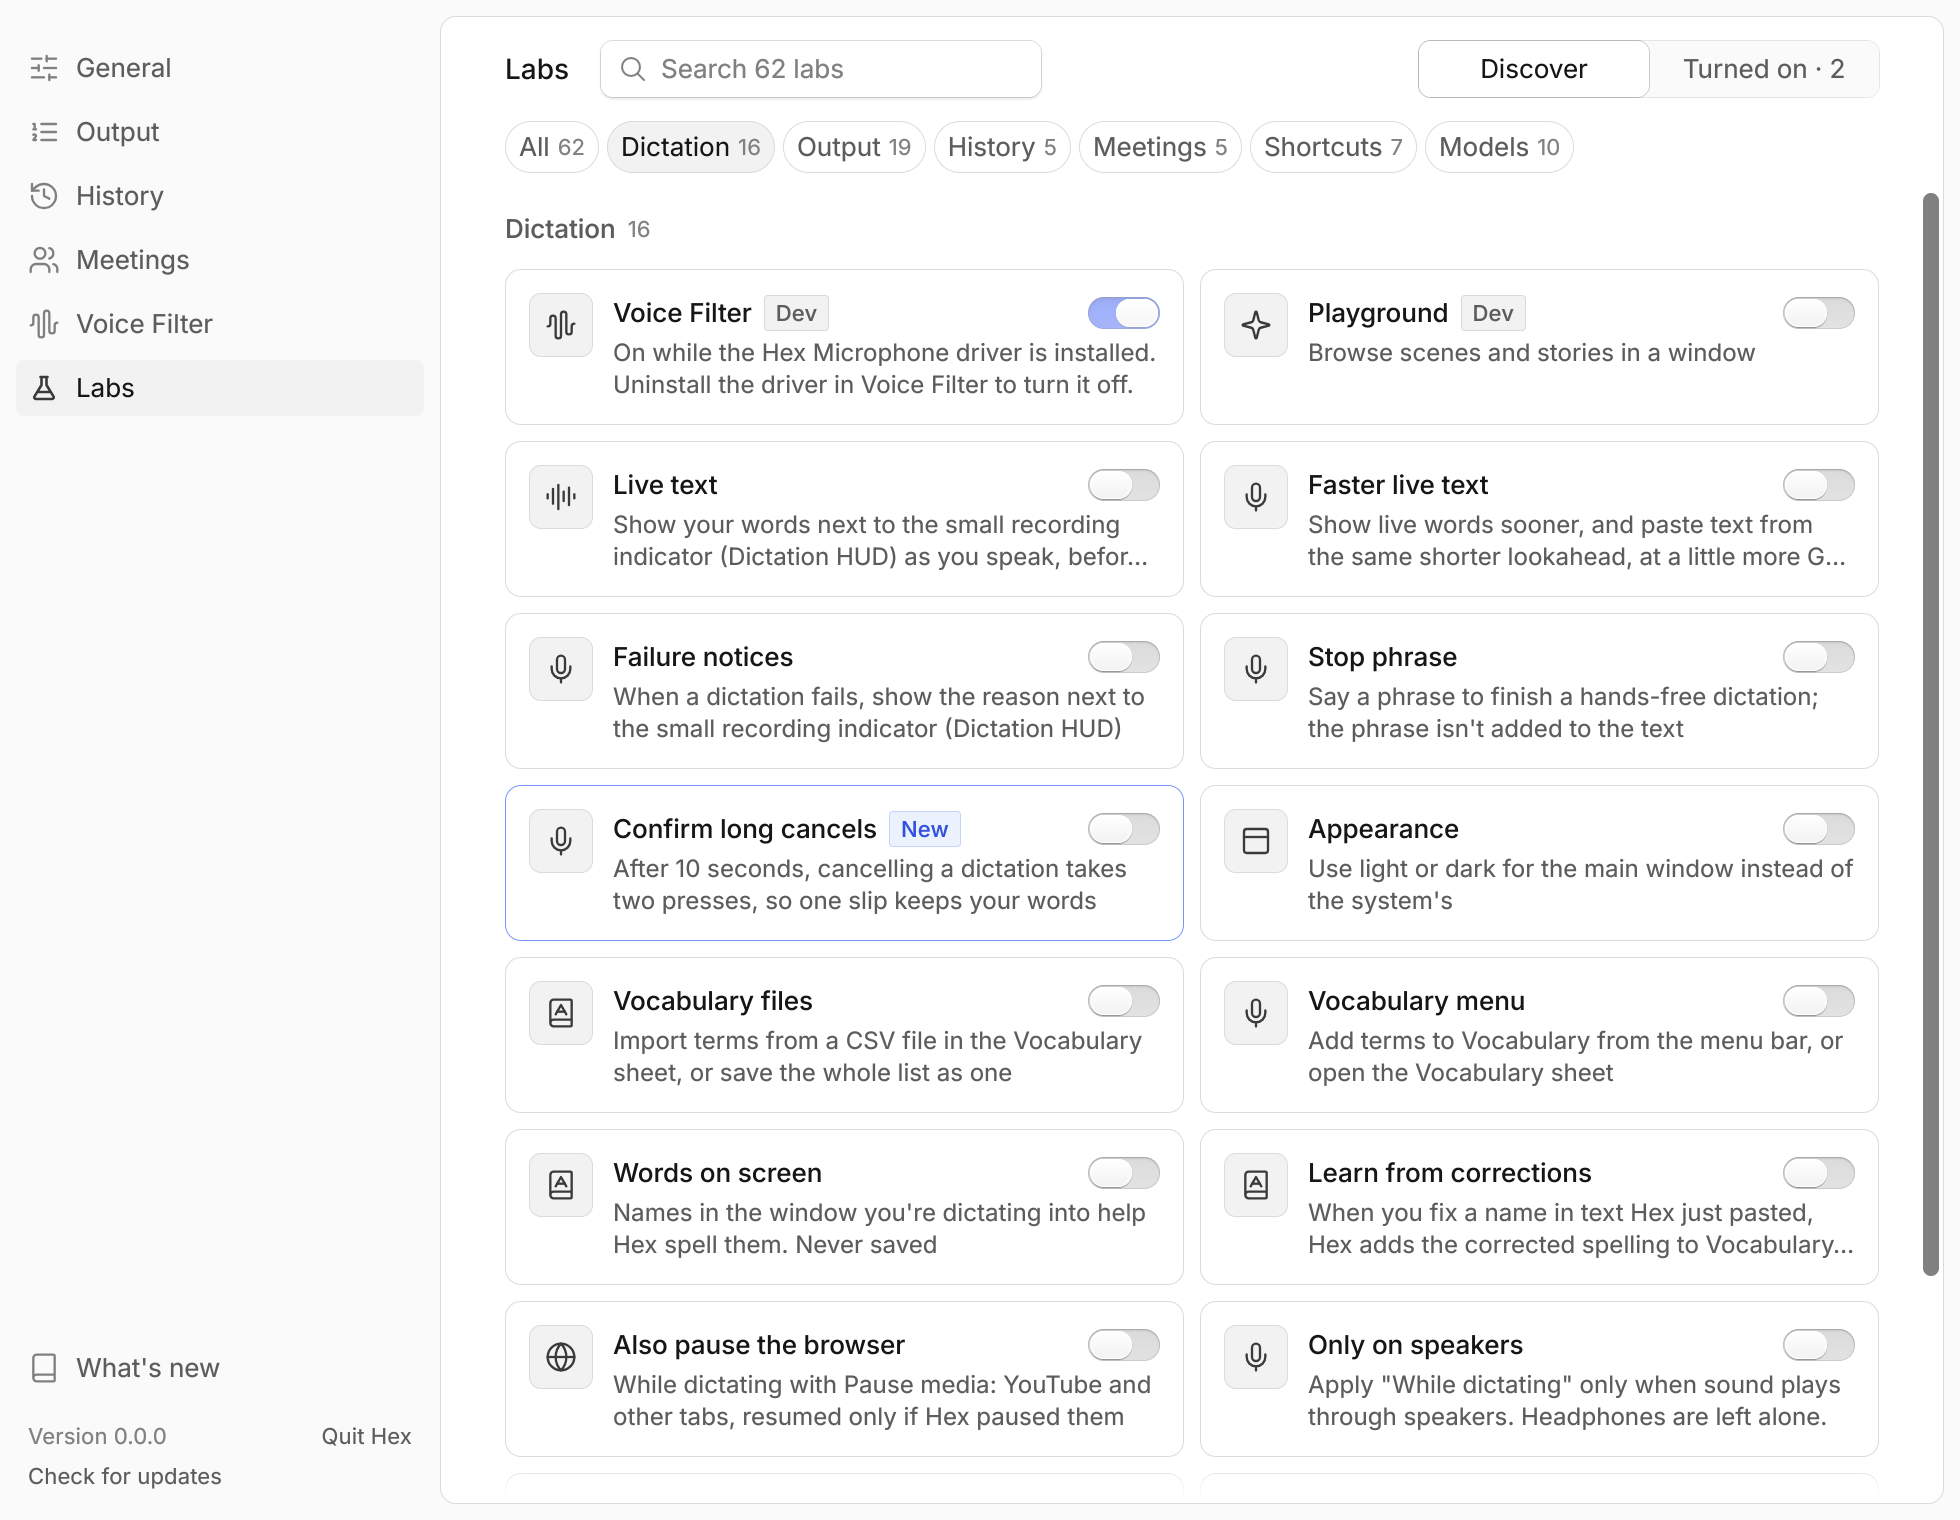 General
Output
History
Meetings
Voice Filter
Labs
What's new
Version 0.0.0
Quit Hex
Check for updates
Labs
Search 62 labs
Discover
Turned on · 2
All 62
Dictation 16
Output 19
History 5
Meetings 5
Shortcuts 7
Models 10
Dictation 16
Voice Filter Dev
On while the Hex Microphone driver is installed.
Uninstall the driver in Voice Filter to turn it off.
Playground Dev
Browse scenes and stories in a window
Live text
Show your words next to the small recording
indicator (Dictation HUD) as you speak, befor...
Faster live text
Show live words sooner, and paste text from
the same shorter lookahead, at a little more G...
Failure notices
When a dictation fails, show the reason next to
the small recording indicator (Dictation HUD)
Stop phrase
Say a phrase to finish a hands-free dictation;
the phrase isn't added to the text
Confirm long cancels New
After 10 seconds, cancelling a dictation takes
two presses, so one slip keeps your words
Appearance
Use light or dark for the main window instead of
the system's
Vocabulary files
Import terms from a CSV file in the Vocabulary
sheet, or save the whole list as one
Vocabulary menu
Add terms to Vocabulary from the menu bar, or
open the Vocabulary sheet
Words on screen
Names in the window you're dictating into help
Hex spell them. Never saved
Learn from corrections
When you fix a name in text Hex just pasted,
Hex adds the corrected spelling to Vocabulary...
Also pause the browser
While dictating with Pause media: YouTube and
other tabs, resumed only if Hex paused them
Only on speakers
Apply "While dictating" only when sound plays
through speakers. Headphones are left alone.